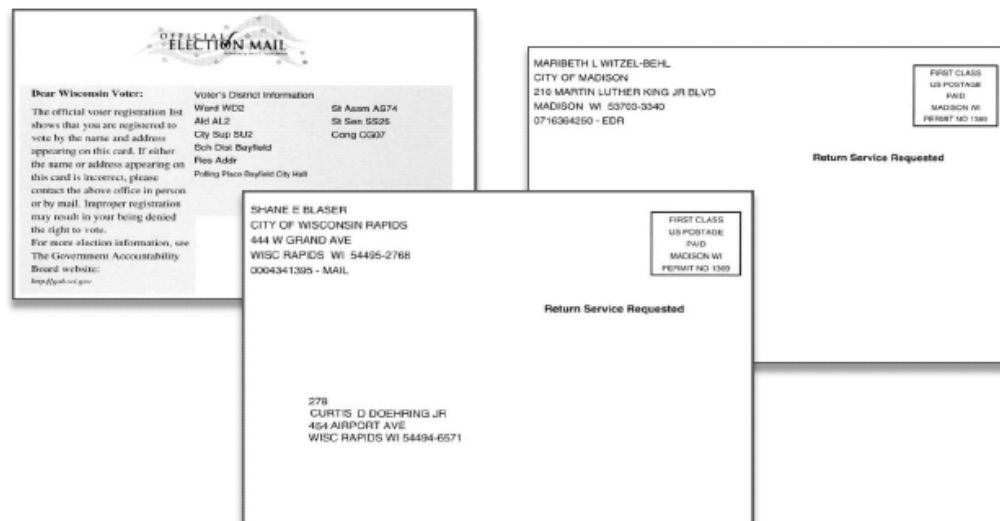 OFFICIAL
ELECTION MAIL
Dear Wisconsin Voter:
The official voter registration list
shows that you are registered to
vote by the name and address
appearing on this card. If either
the name or address appearing on
this card is incorrect, please
contact the above office in person
or by mail. Improper registration
may result in your being denied
the right to vote.
For more election information, see
The Government Accountability
Board website:
http://gab.wi.gov
Voter's District Information
Ward WD2
Ald AL2
Cty Sup SU2
Sch Dist Bayfield
Res Addr
Polling Place Bayfield City Hall
St Assm AS74
St Sen SS25
Cong CG07
MARIBETH L WITZEL-BEHL
CITY OF MADISON
210 MARTIN LUTHER KING JR BLVD
MADISON WI 53703-3340
0716364250 - EDR
FIRST CLASS
US POSTAGE
PAID
MADISON WI
PERMIT NO 1369
Return Service Requested
SHANE E BLASER
CITY OF WISCONSIN RAPIDS
444 W GRAND AVE
WISC RAPIDS WI 54495-2768
0004341395 - MAIL
FIRST CLASS
US POSTAGE
PAID
MADISON WI
PERMIT NO 1369
Return Service Requested
278
CURTIS D DOEHRING JR
454 AIRPORT AVE
WISC RAPIDS WI 54494-6571